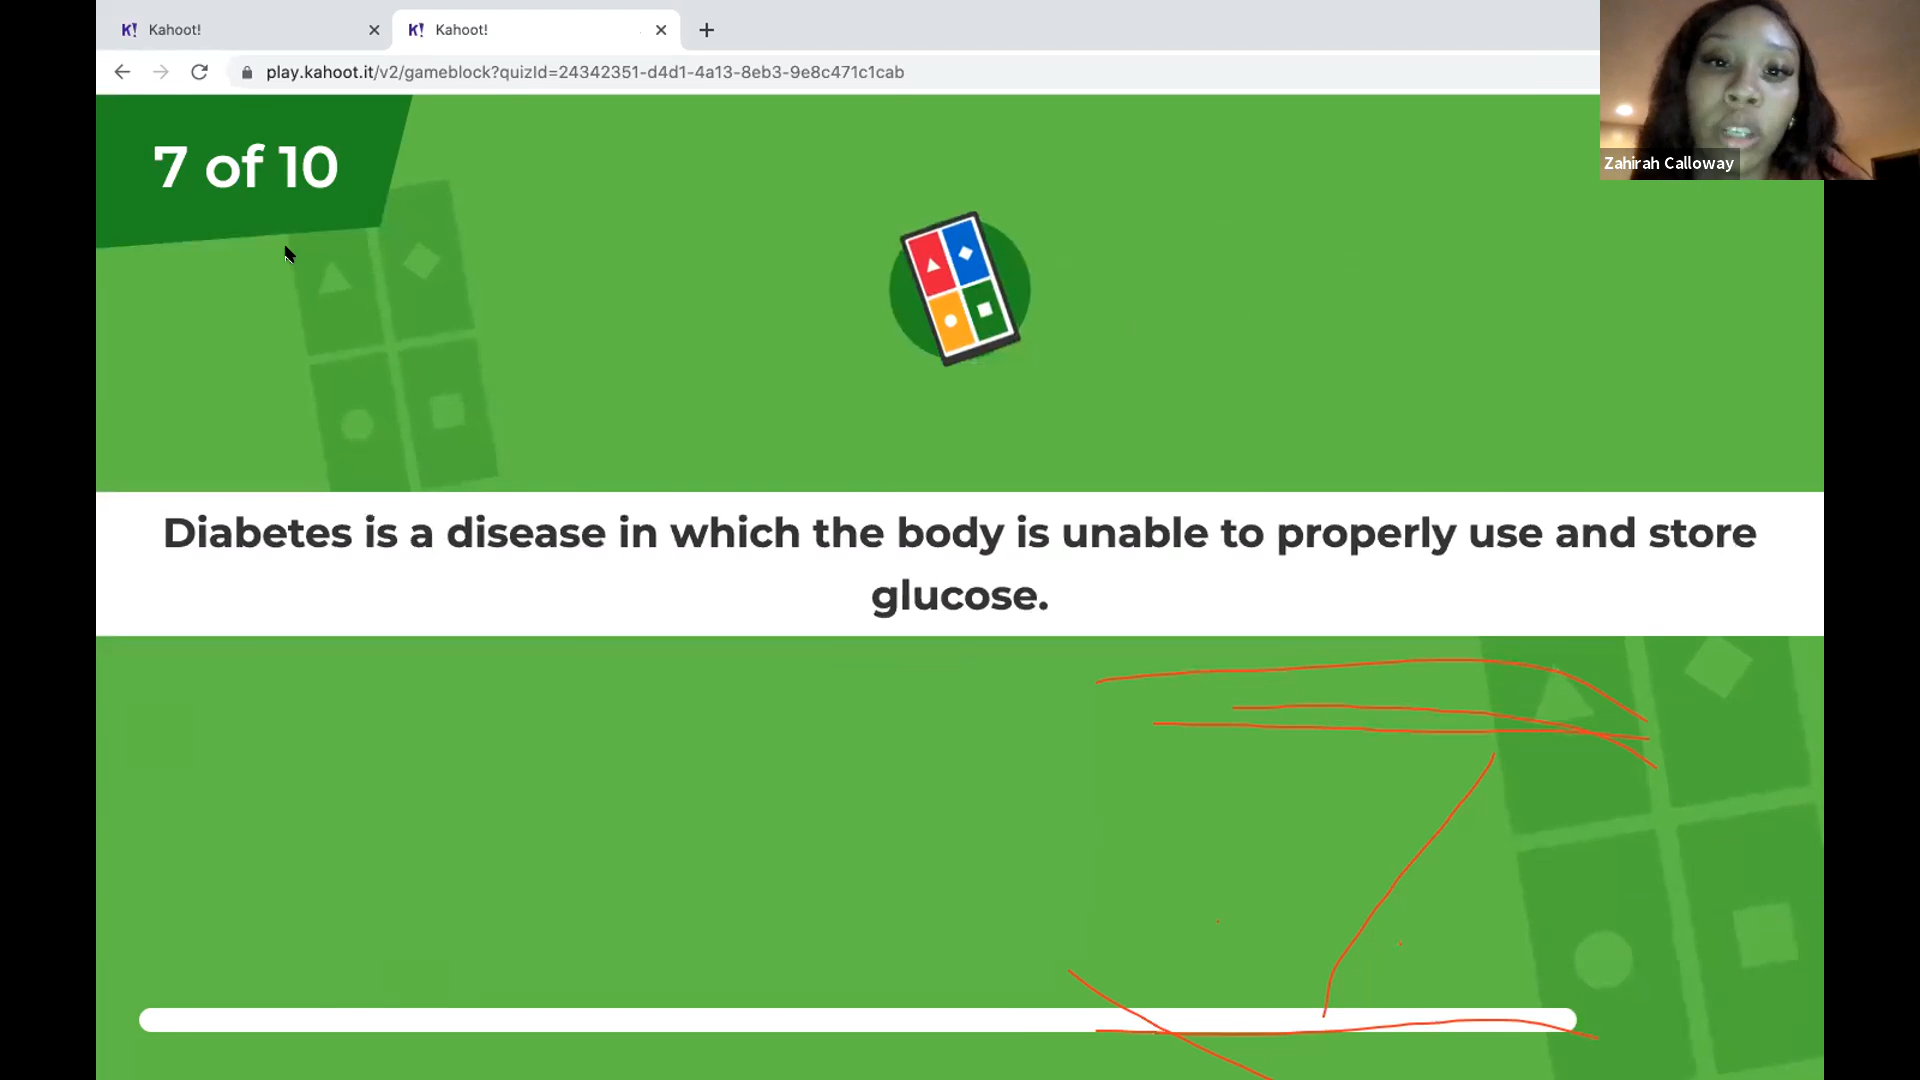 K! Kahoot!
K! Kahoot!
play.kahoot.it/v2/gameblock?quizId=24342351-d4d1-4a13-8eb3-9e8c471c1cab
Zahirah Calloway
7 of 10
Diabetes is a disease in which the body is unable to properly use and store
glucose.